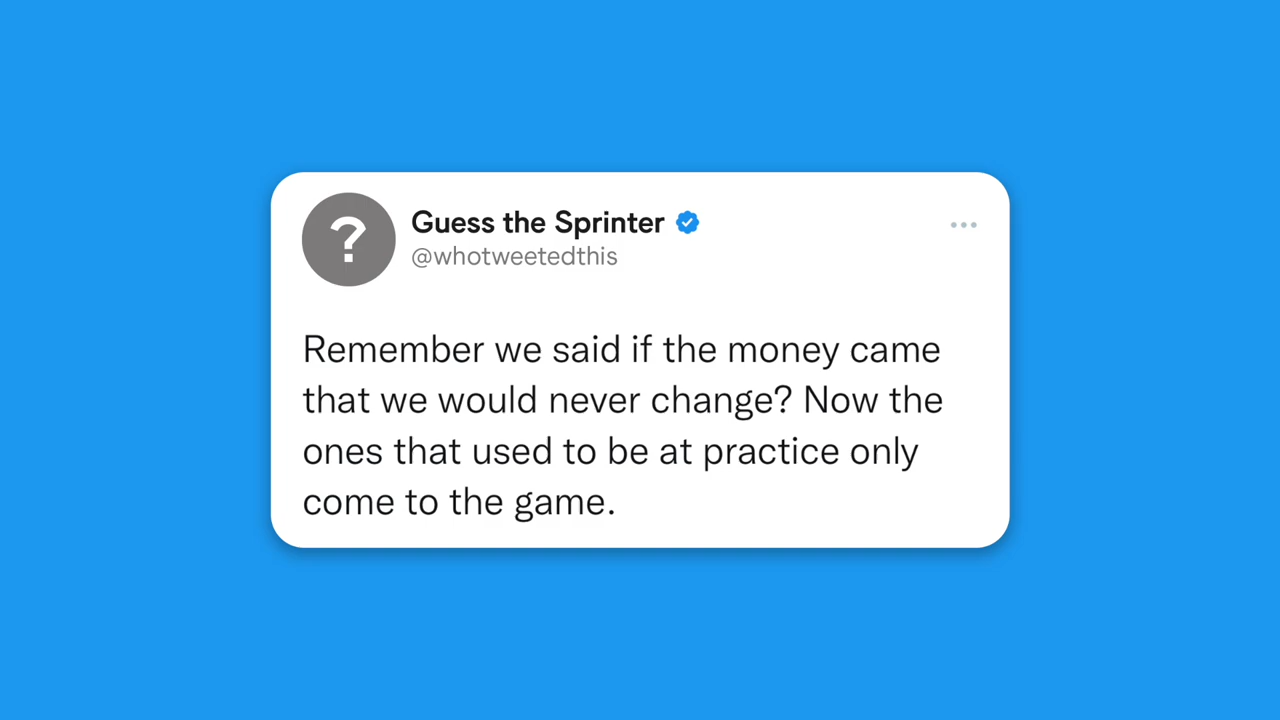 ?
Guess the Sprinter
@whotweetedthis
Remember we said if the money came
that we would never change? Now the
ones that used to be at practice only
come to the game.